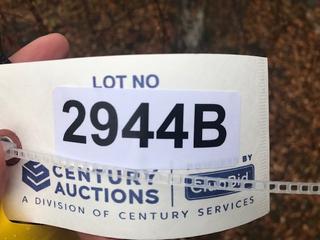 LOT NO
2944B
BY
CENTURY
AUCTIONS
A DIVISION OF CENTURY SERVICES